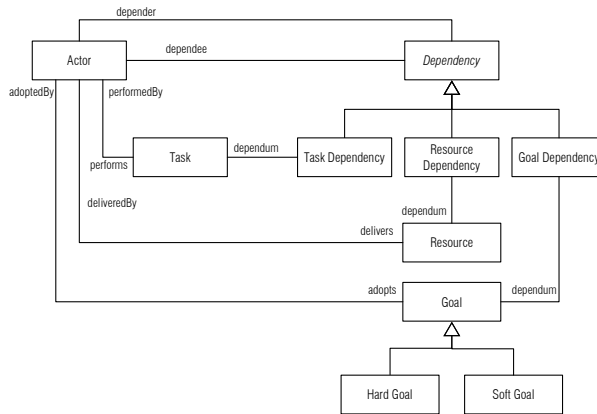 depender
Actor
dependee
Dependency
adoptedBy
performedBy
Task
dependum
Task Dependency
Resource
Dependency
Goal Dependency
performs
deliveredBy
dependum
delivers
Resource
adopts
Goal
dependum
Hard Goal
Soft Goal